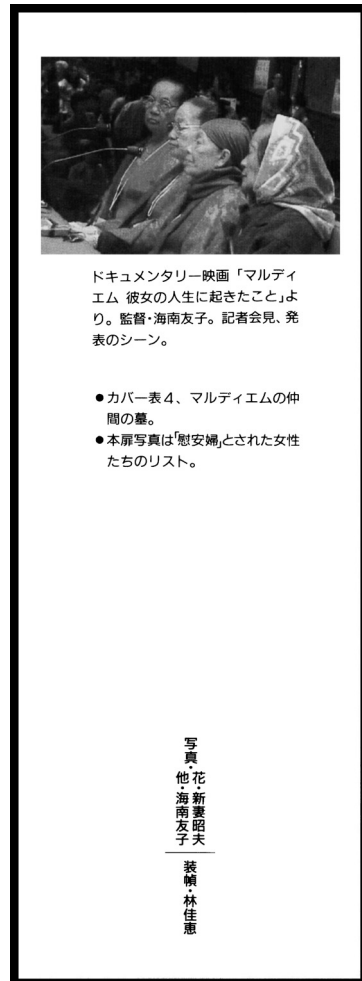 ドキュメンタリー映画「マルディ
エム 彼女の人生に起きたこと」よ
り。監督・海南友子。記者会見、発
表のシーン。
●カバー表4、マルディエムの仲
間の墓。
●本扉写真は「慰安婦」とされた女性
たちのリスト。
写真・花・新妻昭夫
他・海南友子
装幀・林佳恵